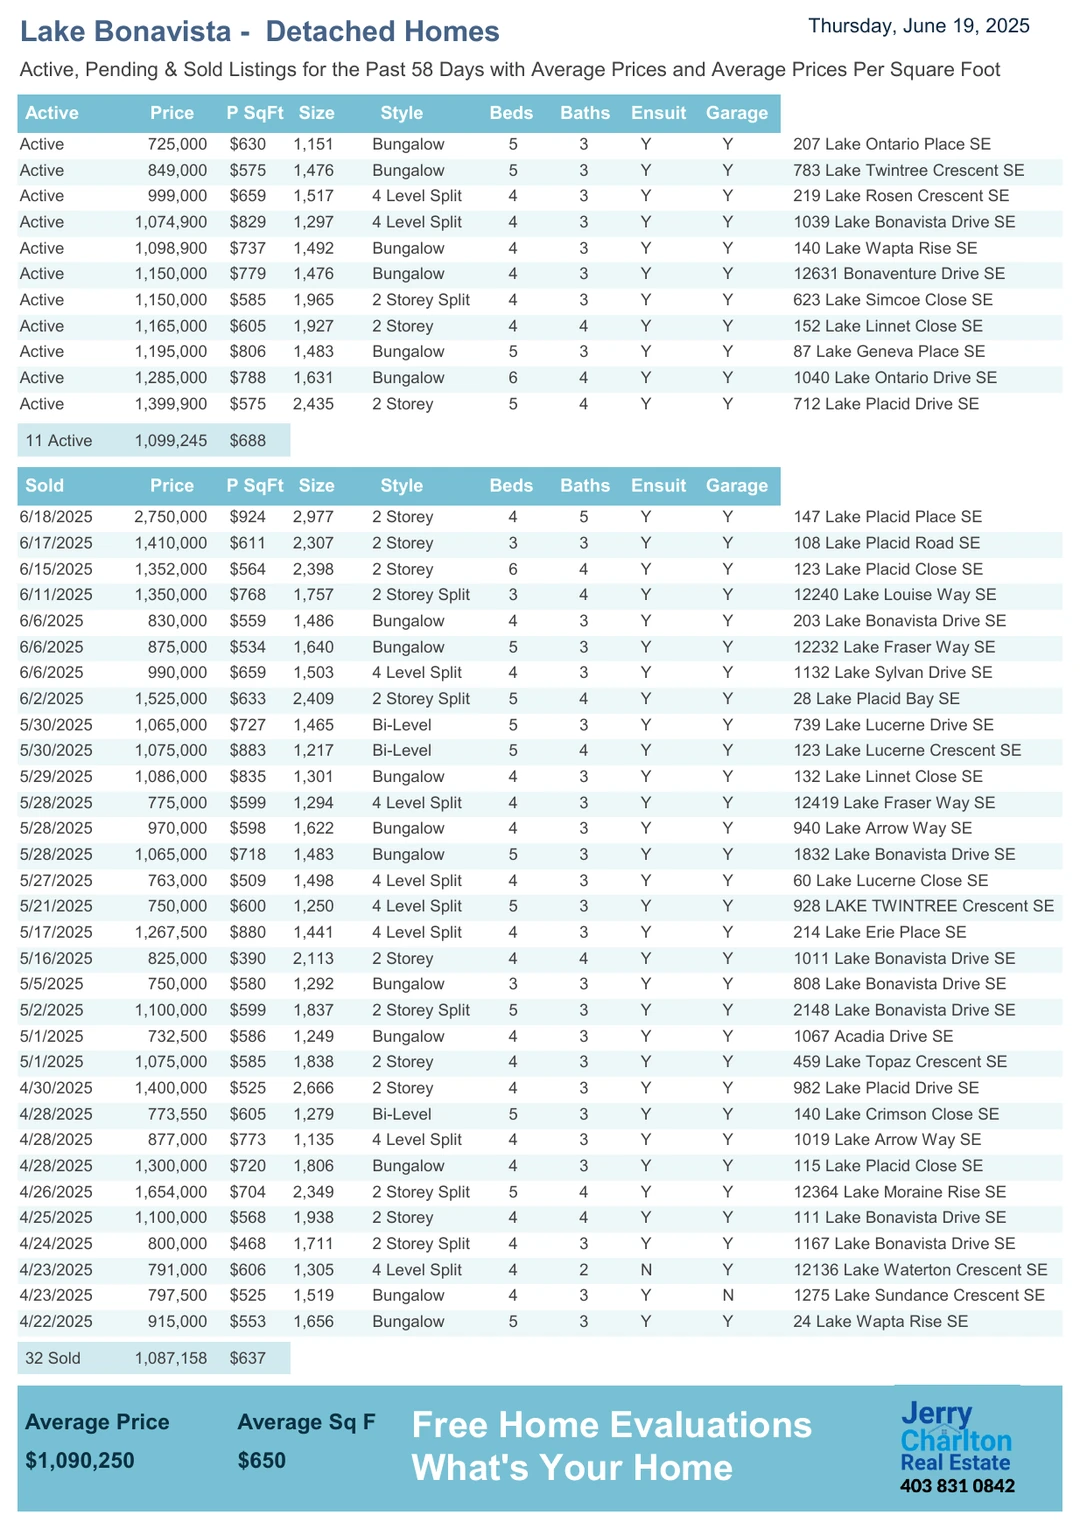 Lake Bonavista - Detached Homes
Thursday, June 19, 2025
Active, Pending & Sold Listings for the Past 58 Days with Average Prices and Average Prices Per Square Foot
Active Price P SqFt Size Style Beds Baths Ensuit Garage
Active 725,000 $630 1,151 Bungalow 5 3 Y Y 207 Lake Ontario Place SE
Active 849,000 $575 1,476 Bungalow 5 3 Y Y 783 Lake Twintree Crescent SE
Active 999,000 $659 1,517 4 Level Split 4 3 Y Y 219 Lake Rosen Crescent SE
Active 1,074,900 $829 1,297 4 Level Split 4 3 Y Y 1039 Lake Bonavista Drive SE
Active 1,098,900 $737 1,492 Bungalow 4 3 Y Y 140 Lake Wapta Rise SE
Active 1,150,000 $779 1,476 Bungalow 4 3 Y Y 12631 Bonaventure Drive SE
Active 1,150,000 $585 1,965 2 Storey Split 4 3 Y Y 623 Lake Simcoe Close SE
Active 1,165,000 $605 1,927 2 Storey 4 4 Y Y 152 Lake Linnet Close SE
Active 1,195,000 $806 1,483 Bungalow 5 3 Y Y 87 Lake Geneva Place SE
Active 1,285,000 $788 1,631 Bungalow 6 4 Y Y 1040 Lake Ontario Drive SE
Active 1,399,900 $575 2,435 2 Storey 5 4 Y Y 712 Lake Placid Drive SE
11 Active 1,099,245 $688
Sold Price P SqFt Size Style Beds Baths Ensuit Garage
6/18/2025 2,750,000 $924 2,977 2 Storey 4 5 Y Y 147 Lake Placid Place SE
6/17/2025 1,410,000 $611 2,307 2 Storey 3 3 Y Y 108 Lake Placid Road SE
6/15/2025 1,352,000 $564 2,398 2 Storey 6 4 Y Y 123 Lake Placid Close SE
6/11/2025 1,350,000 $768 1,757 2 Storey Split 3 4 Y Y 12240 Lake Louise Way SE
6/6/2025 830,000 $559 1,486 Bungalow 4 3 Y Y 203 Lake Bonavista Drive SE
6/6/2025 875,000 $534 1,640 Bungalow 5 3 Y Y 12232 Lake Fraser Way SE
6/6/2025 990,000 $659 1,503 4 Level Split 4 3 Y Y 1132 Lake Sylvan Drive SE
6/2/2025 1,525,000 $633 2,409 2 Storey Split 5 4 Y Y 28 Lake Placid Bay SE
5/30/2025 1,065,000 $727 1,465 Bi-Level 5 3 Y Y 739 Lake Lucerne Drive SE
5/30/2025 1,075,000 $883 1,217 Bi-Level 5 4 Y Y 123 Lake Lucerne Crescent SE
5/29/2025 1,086,000 $835 1,301 Bungalow 4 3 Y Y 132 Lake Linnet Close SE
5/28/2025 775,000 $599 1,294 4 Level Split 4 3 Y Y 12419 Lake Fraser Way SE
5/28/2025 970,000 $598 1,622 Bungalow 4 3 Y Y 940 Lake Arrow Way SE
5/28/2025 1,065,000 $718 1,483 Bungalow 5 3 Y Y 1832 Lake Bonavista Drive SE
5/27/2025 763,000 $509 1,498 4 Level Split 4 3 Y Y 60 Lake Lucerne Close SE
5/21/2025 750,000 $600 1,250 4 Level Split 5 3 Y Y 928 LAKE TWINTREE Crescent SE
5/17/2025 1,267,500 $880 1,441 4 Level Split 4 3 Y Y 214 Lake Erie Place SE
5/16/2025 825,000 $390 2,113 2 Storey 4 4 Y Y 1011 Lake Bonavista Drive SE
5/5/2025 750,000 $580 1,292 Bungalow 3 3 Y Y 808 Lake Bonavista Drive SE
5/2/2025 1,100,000 $599 1,837 2 Storey Split 5 3 Y Y 2148 Lake Bonavista Drive SE
5/1/2025 732,500 $586 1,249 Bungalow 4 3 Y Y 1067 Acadia Drive SE
5/1/2025 1,075,000 $585 1,838 2 Storey 4 3 Y Y 459 Lake Topaz Crescent SE
4/30/2025 1,400,000 $525 2,666 2 Storey 4 3 Y Y 982 Lake Placid Drive SE
4/28/2025 773,550 $605 1,279 Bi-Level 5 3 Y Y 140 Lake Crimson Close SE
4/28/2025 877,000 $773 1,135 4 Level Split 4 3 Y Y 1019 Lake Arrow Way SE
4/28/2025 1,300,000 $720 1,806 Bungalow 4 3 Y Y 115 Lake Placid Close SE
4/26/2025 1,654,000 $704 2,349 2 Storey Split 5 4 Y Y 12364 Lake Moraine Rise SE
4/25/2025 1,100,000 $568 1,938 2 Storey 4 4 Y Y 111 Lake Bonavista Drive SE
4/24/2025 800,000 $468 1,711 2 Storey Split 4 3 Y Y 1167 Lake Bonavista Drive SE
4/23/2025 791,000 $606 1,305 4 Level Split 4 2 N Y 12136 Lake Waterton Crescent SE
4/23/2025 797,500 $525 1,519 Bungalow 4 3 Y N 1275 Lake Sundance Crescent SE
4/22/2025 915,000 $553 1,656 Bungalow 5 3 Y Y 24 Lake Wapta Rise SE
32 Sold 1,087,158 $637
Average Price Average Sq F
$1,090,250 $650
Free Home Evaluations
What's Your Home
Jerry
Charlton
Real Estate
403 831 0842